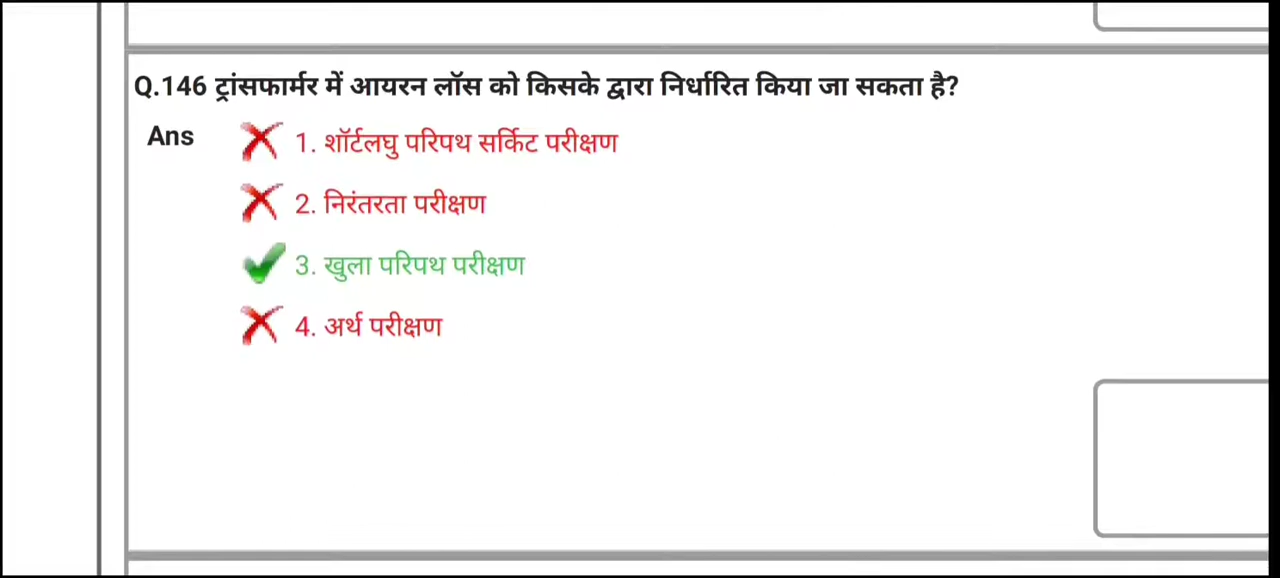 Q.146 ट्रांसफार्मर में आयरन लॉस को किसके द्वारा निर्धारित किया जा सकता है?
Ans 1. शॉर्टलघु परिपथ सर्किट परीक्षण
2. निरंतरता परीक्षण
3. खुला परिपथ परीक्षण
4. अर्थ परीक्षण